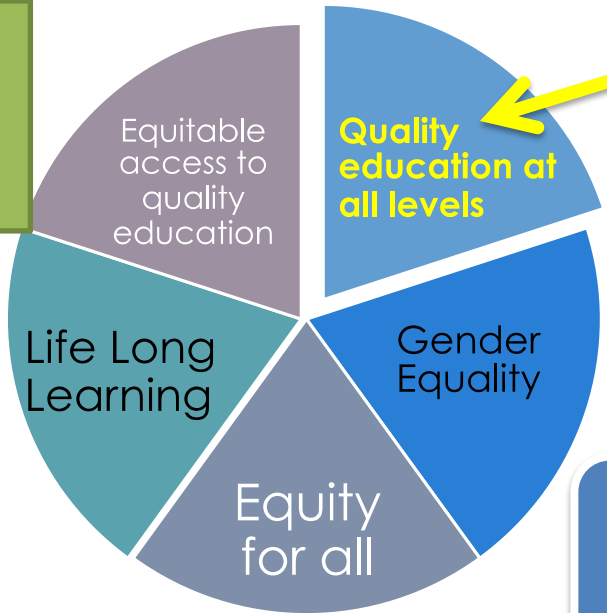 Equitable
access to
quality
education
Quality
education at
all levels
Life Long
Learning
Gender
Equality
Equity
for all